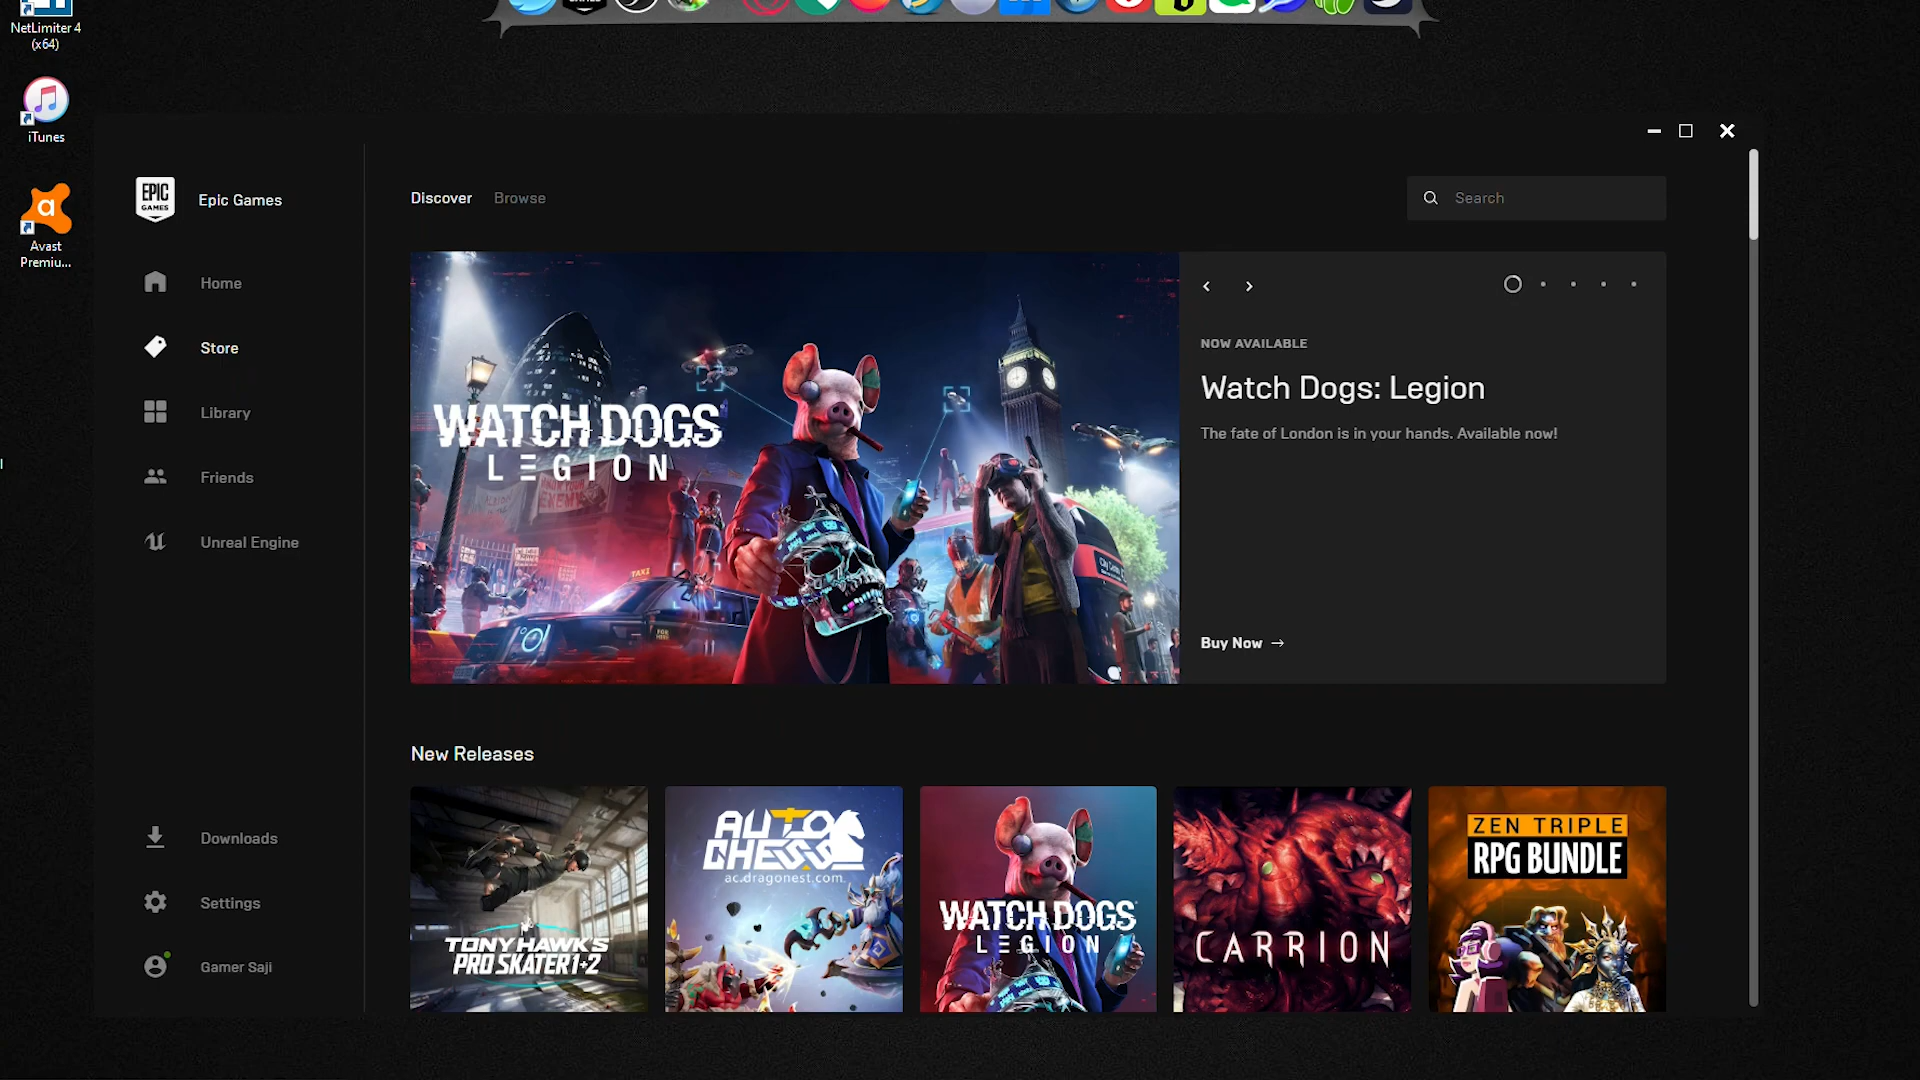 NetLimiter 4
(x64)
iTunes
Avast
Premiu...
EPIC
GAMES
Epic Games
Home
Store
Library
Friends
Unreal Engine
Downloads
Settings
Gamer Saji
Discover
Browse
Search
WATCH DOGS
LEGION
TAXI
NOW AVAILABLE
Watch Dogs: Legion
The fate of London is in your hands. Available now!
Buy Now →
New Releases
TONY HAWK'S
PRO SKATER 1+2
AUTO
CHESS
ac.dragonest.com
WATCH DOGS
LEGION
CARRION
ZEN TRIPLE
RPG BUNDLE